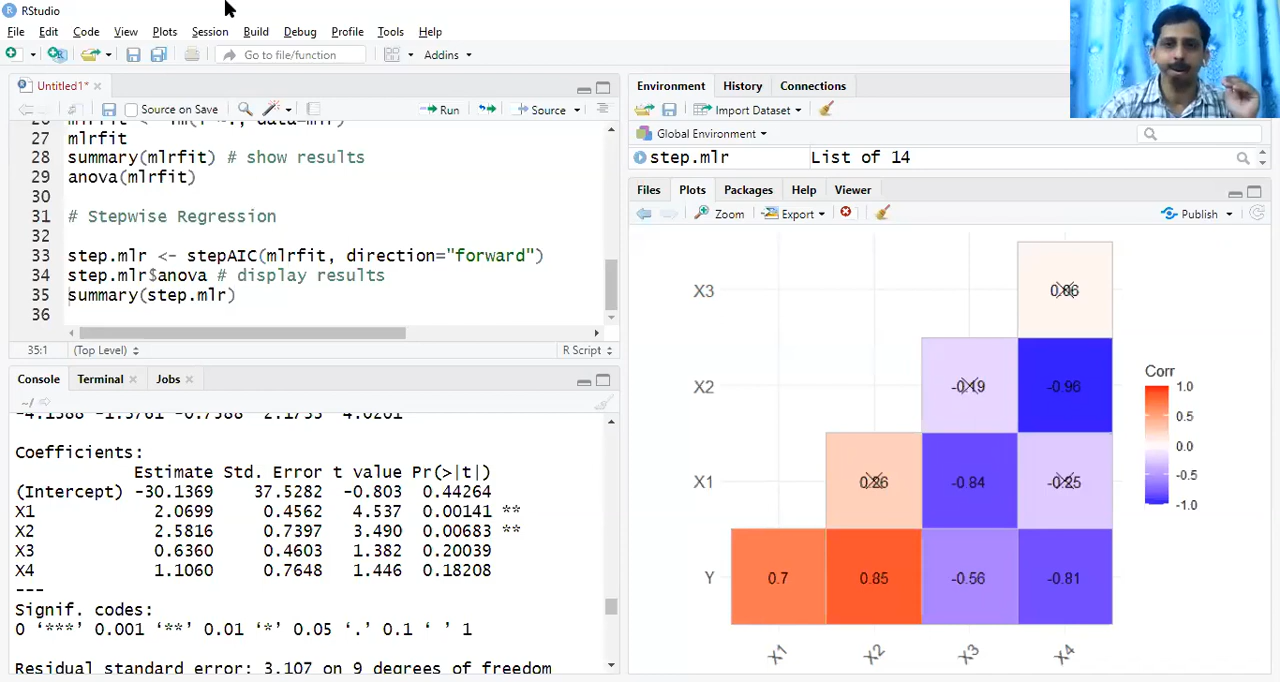 RStudio
File Edit Code View Plots Session Build Debug Profile Tools Help
Go to file/function Addins
Untitled1*
Source on Save Run Source
27 mlrfit
28 summary(mlrfit) # show results
29 anova(mlrfit)
30
31 # Stepwise Regression
32
33 step.mlr <- stepAIC(mlrfit, direction="forward")
34 step.mlr$anova # display results
35 summary(step.mlr)
36
35:1 (Top Level) R Script
Console Terminal Jobs
~/
Coefficients:
Estimate Std. Error t value Pr(>|t|)
(Intercept) -30.1369 37.5282 -0.803 0.44264
X1 2.0699 0.4562 4.537 0.00141 **
X2 2.5816 0.7397 3.490 0.00683 **
X3 0.6360 0.4603 1.382 0.20039
X4 1.1060 0.7648 1.446 0.18208
---
Signif. codes:
0 ‘***’ 0.001 ‘**’ 0.01 ‘*’ 0.05 ‘.’ 0.1 ‘ ’ 1
Residual standard error: 3.107 on 9 degrees of freedom
Environment History Connections
Import Dataset
Global Environment
step.mlr List of 14
Files Plots Packages Help Viewer
Zoom Export Publish
X3
X2 -0.19 -0.96
X1 0.26 -0.84 -0.25
Y 0.7 0.85 -0.56 -0.81
X1 X2 X3 X4
Corr
1.0
0.5
0.0
-0.5
-1.0